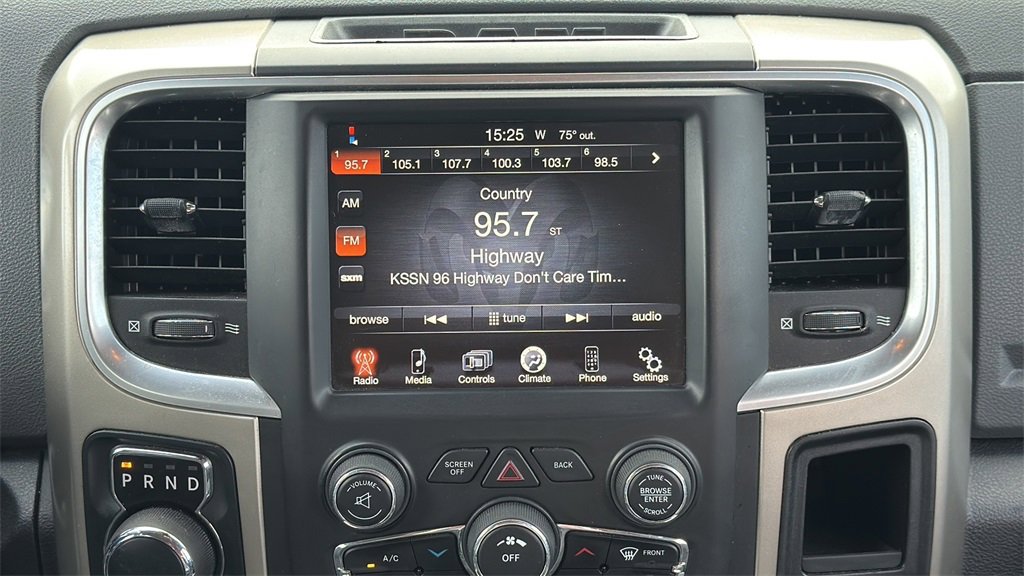 RAM
15:25 W 75° out.
1 95.7 2 105.1 3 107.7 4 100.3 5 103.7 6 98.5
AM
FM
sxm
Country
95.7 ST
Highway
KSSN 96 Highway Don't Care Tim...
browse tune audio
Radio Media Controls Climate Phone Settings
P R N D
VOLUME
SCREEN OFF
BACK
TUNE
BROWSE
ENTER
SCROLL
A/C
OFF
FRONT